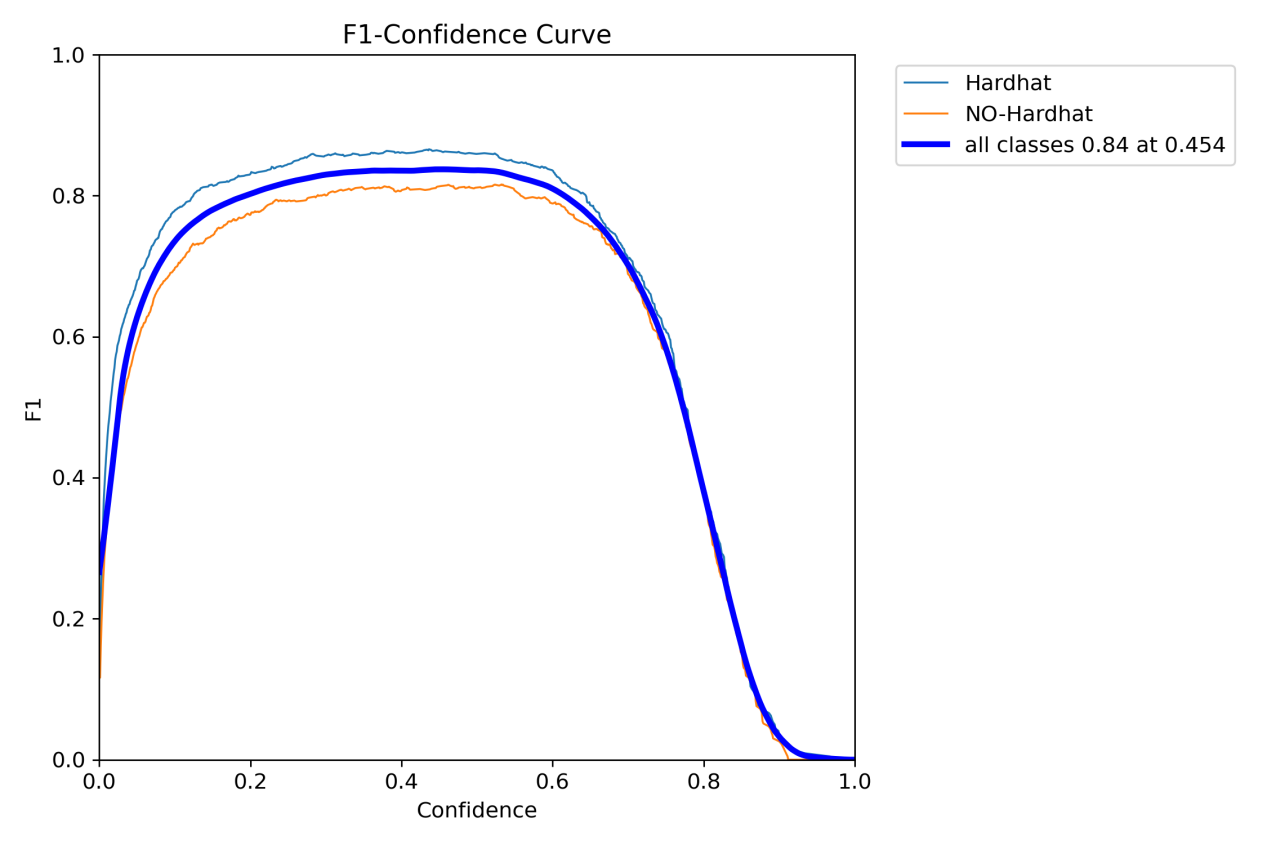 F1-Confidence Curve
1.0
0.8
0.6
0.4
0.2
0.0
F1
0.0 0.2 0.4 0.6 0.8 1.0
Confidence
Hardhat
NO-Hardhat
all classes 0.84 at 0.454